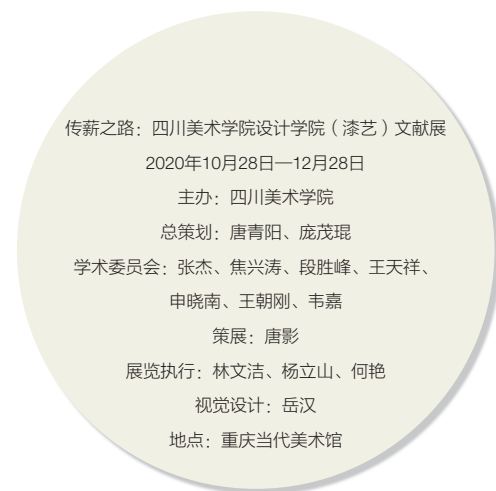 传薪之路：四川美术学院设计学院（漆艺）文献展
2020年10月28日—12月28日
主办：四川美术学院
总策划：唐青阳、庞茂琨
学术委员会：张杰、焦兴涛、段胜峰、王天祥、
申晓南、王朝刚、韦嘉
策展：唐影
展览执行：林文洁、杨立山、何艳
视觉设计：岳汉
地点：重庆当代美术馆